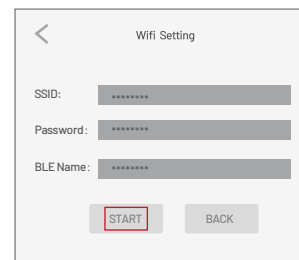 Wifi Setting
SSID: ********
Password: ********
BLE Name: ********
START BACK